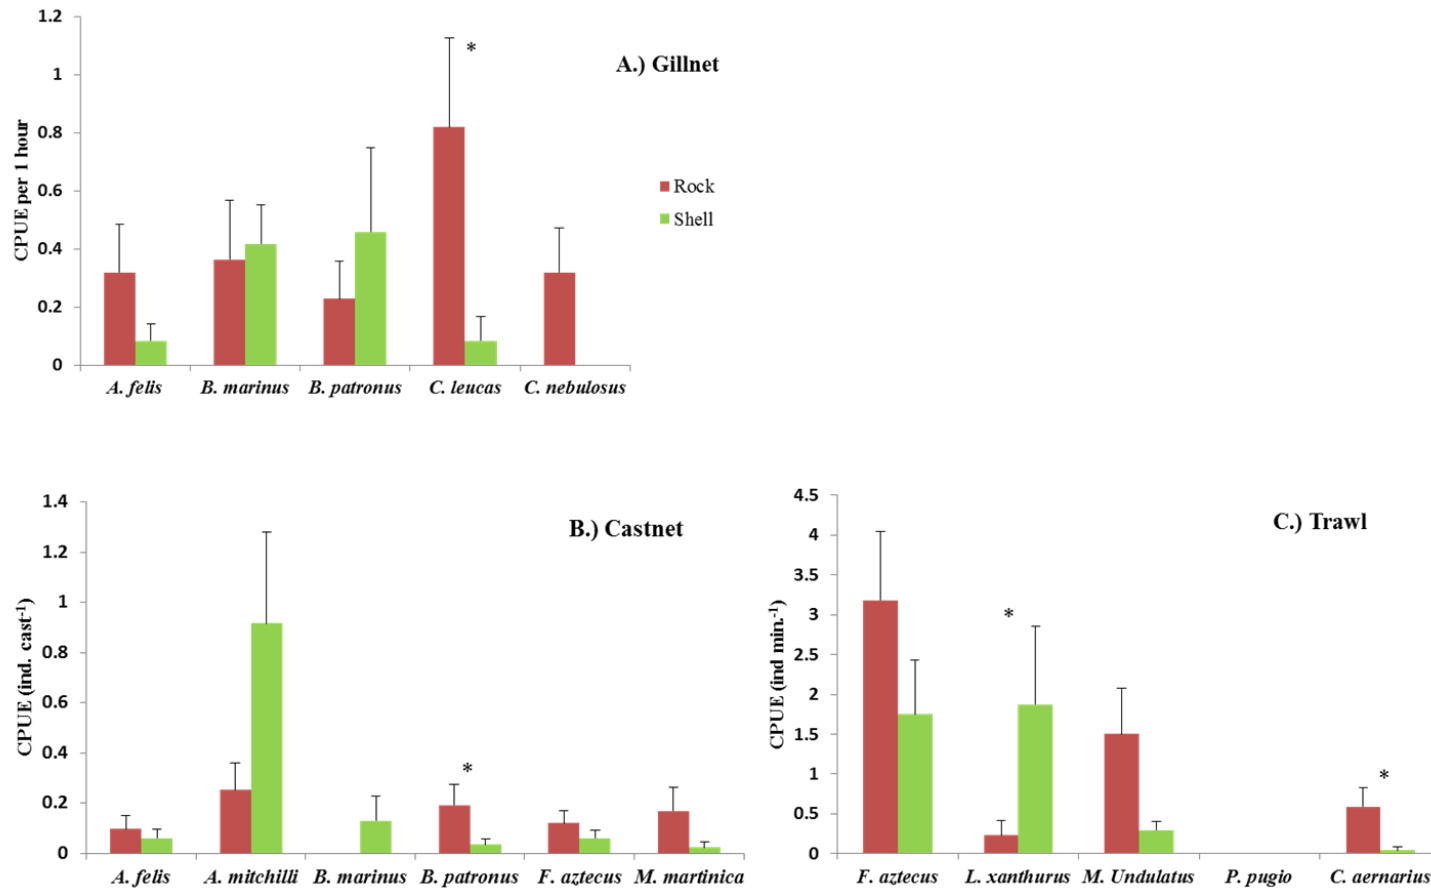 A.) Gillnet
CPUE per 1 hour
1.2
1
0.8
0.6
0.4
0.2
0
*
Rock
Shell
A. felis B. marinus B. patronus C. leucas C. nebulosus
B.) Castnet
CPUE (ind. cast-1)
1.4
1.2
1
0.8
0.6
0.4
0.2
0
*
A. felis A. mitchilli B. marinus B. patronus F. aztecus M. martinica
C.) Trawl
CPUE (ind min.-1)
4.5
4
3.5
3
2.5
2
1.5
1
0.5
0
*
*
F. aztecus L. xanthurus M. Undulatus P. pugio C. aernarius